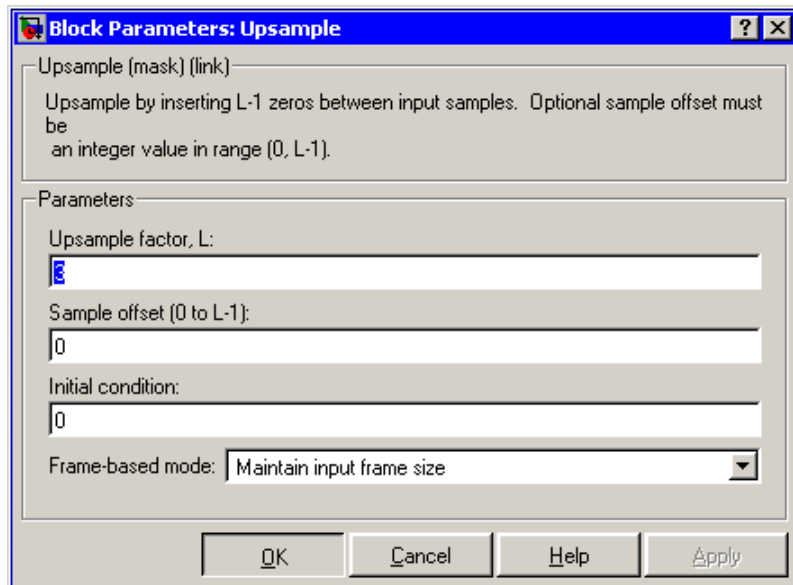 Block Parameters: Upsample
Upsample (mask) (link)
Upsample by inserting L-1 zeros between input samples.  Optional sample offset must
be
an integer value in range (0, L-1).
Parameters
Upsample factor, L:
3
Sample offset (0 to L-1):
0
Initial condition:
0
Frame-based mode: Maintain input frame size
OK Cancel Help Apply